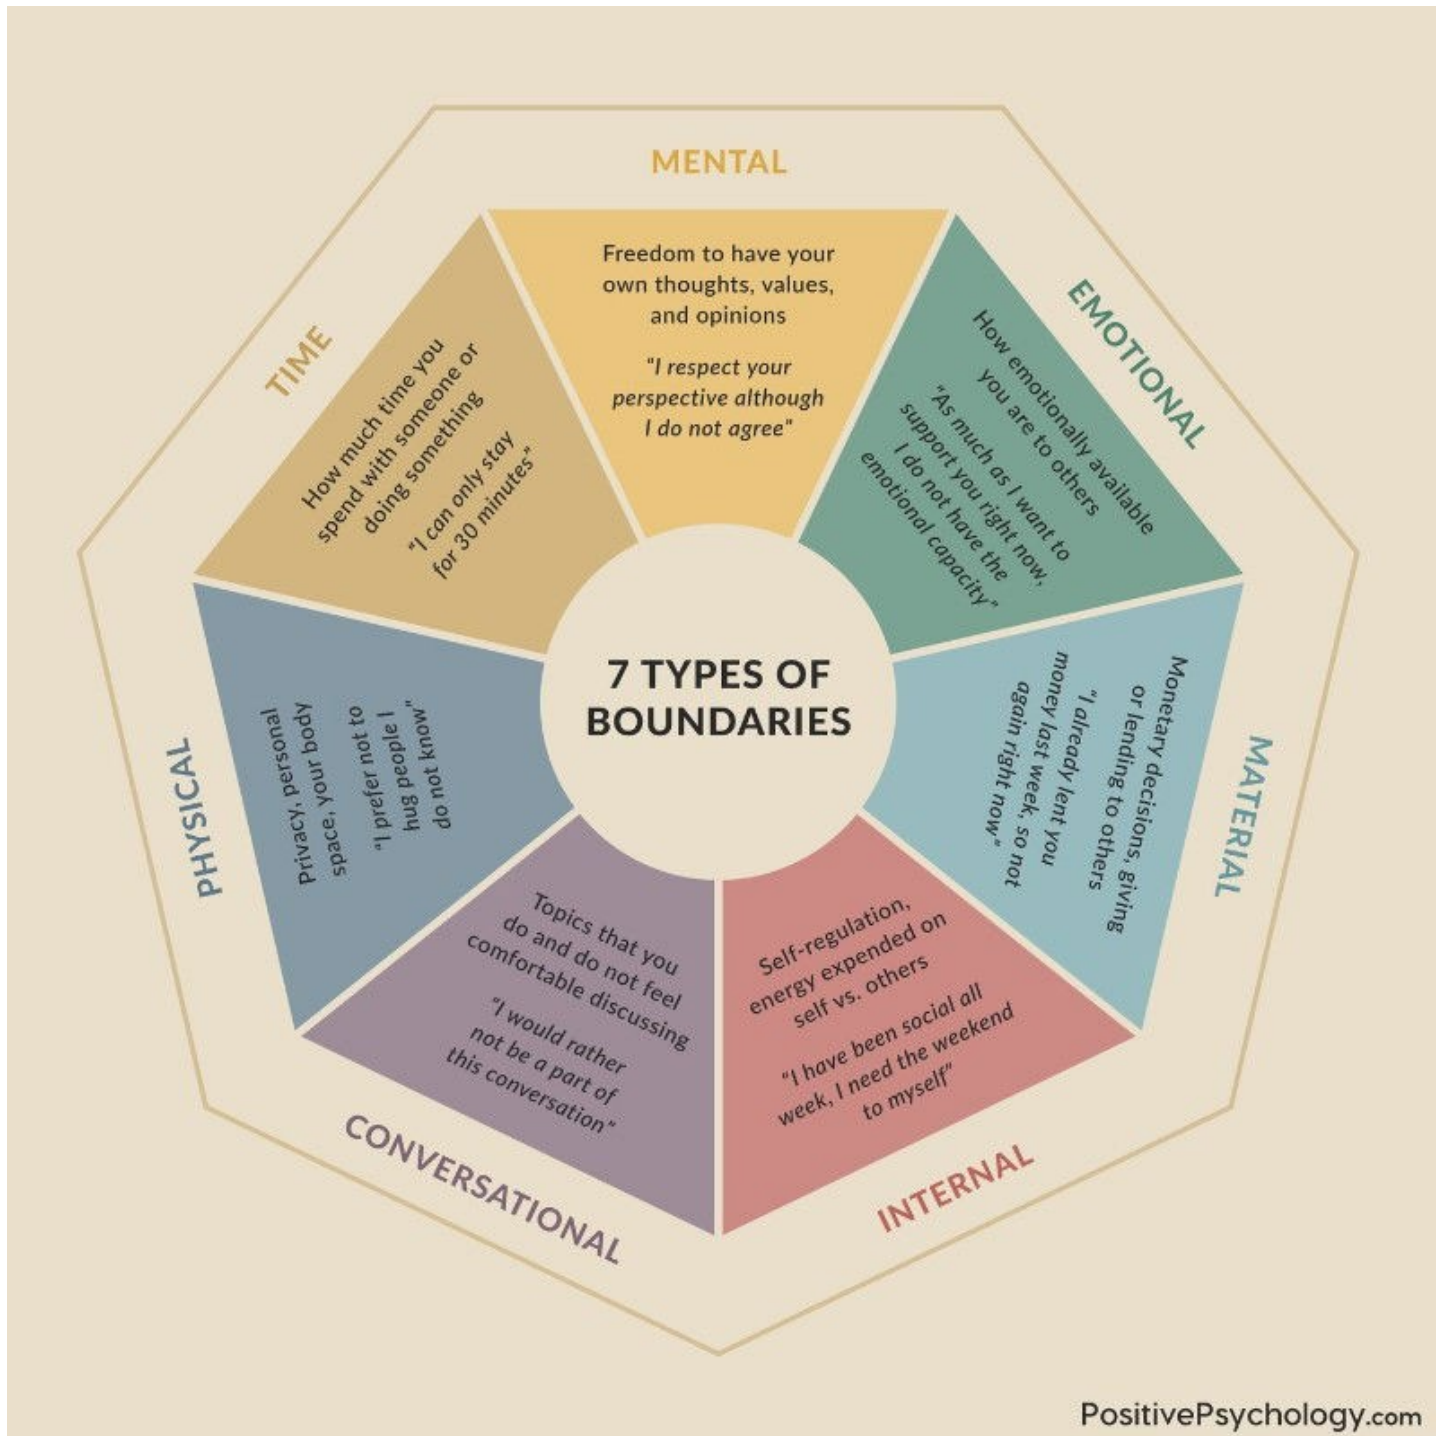 MENTAL
Freedom to have your
own thoughts, values,
and opinions
"I respect your
perspective although
I do not agree"
EMOTIONAL
How emotionally available
you are to others
"As much as I want to
support you right now,
I do not have the
emotional capacity"
MATERIAL
Monetary decisions, giving
or lending to others
"I already lent you
money last week, so not
again right now"
INTERNAL
Self-regulation,
energy expended on
self vs. others
"I have been social all
week, I need the weekend
to myself"
CONVERSATIONAL
Topics that you
do and do not feel
comfortable discussing
"I would rather
not be a part of
this conversation"
PHYSICAL
Privacy, personal
space, your body
"I prefer not to
hug people I
do not know"
TIME
How much time you
spend with someone or
doing something
"I can only stay
for 30 minutes"
7 TYPES OF
BOUNDARIES
PositivePsychology.com